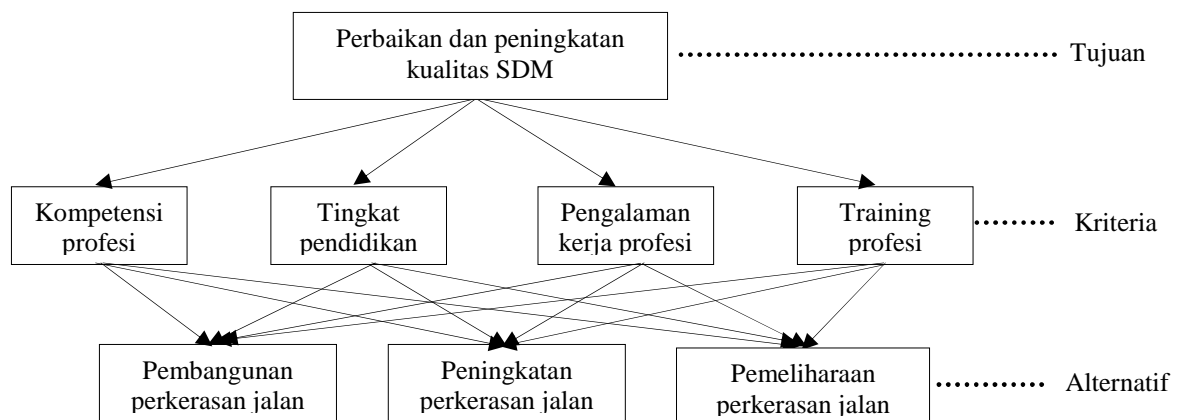 Perbaikan dan peningkatan
kualitas SDM
Tujuan
Kompetensi
profesi
Tingkat
pendidikan
Pengalaman
kerja profesi
Training
profesi
Kriteria
Pembangunan
perkerasan jalan
Peningkatan
perkerasan jalan
Pemeliharaan
perkerasan jalan
Alternatif